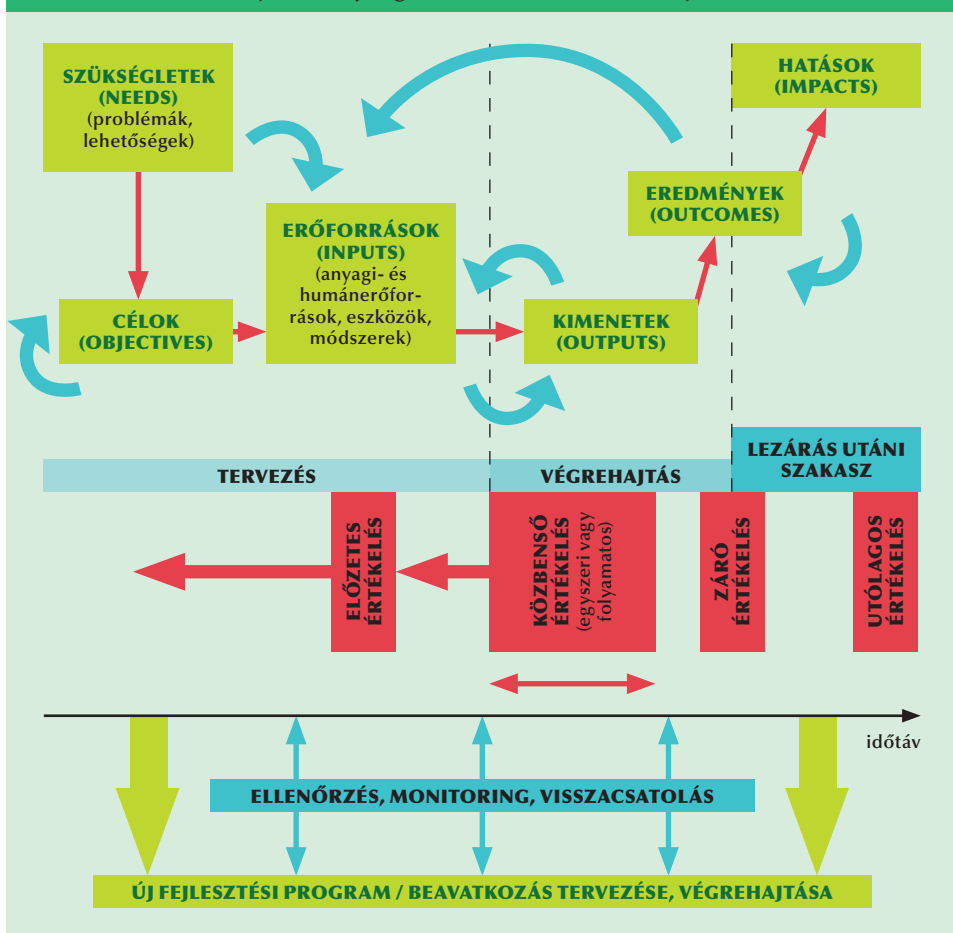 SZÜKSÉGLETEK
(NEEDS)
(problémák,
lehetőségek)
HATÁSOK
(IMPACTS)
EREDMÉNYEK
(OUTCOMES)
ERŐFORRÁSOK
(INPUTS)
(anyagi- és
humánerőfor-
rások, eszközök,
módszerek)
CÉLOK
(OBJECTIVES)
KIMENETEK
(OUTPUTS)
TERVEZÉS
VÉGREHAJTÁS
LEZÁRÁS UTÁNI
SZAKASZ
ELŐZETES
ÉRTÉKELÉS
KÖZBENSŐ
ÉRTÉKELÉS
(egyszeri vagy
folyamatos)
ZÁRÓ
ÉRTÉKELÉS
UTÓLAGOS
ÉRTÉKELÉS
időtáv
ELLENŐRZÉS, MONITORING, VISSZACSATOLÁS
ÚJ FEJLESZTÉSI PROGRAM / BEAVATKOZÁS TERVEZÉSE, VÉGREHAJTÁSA